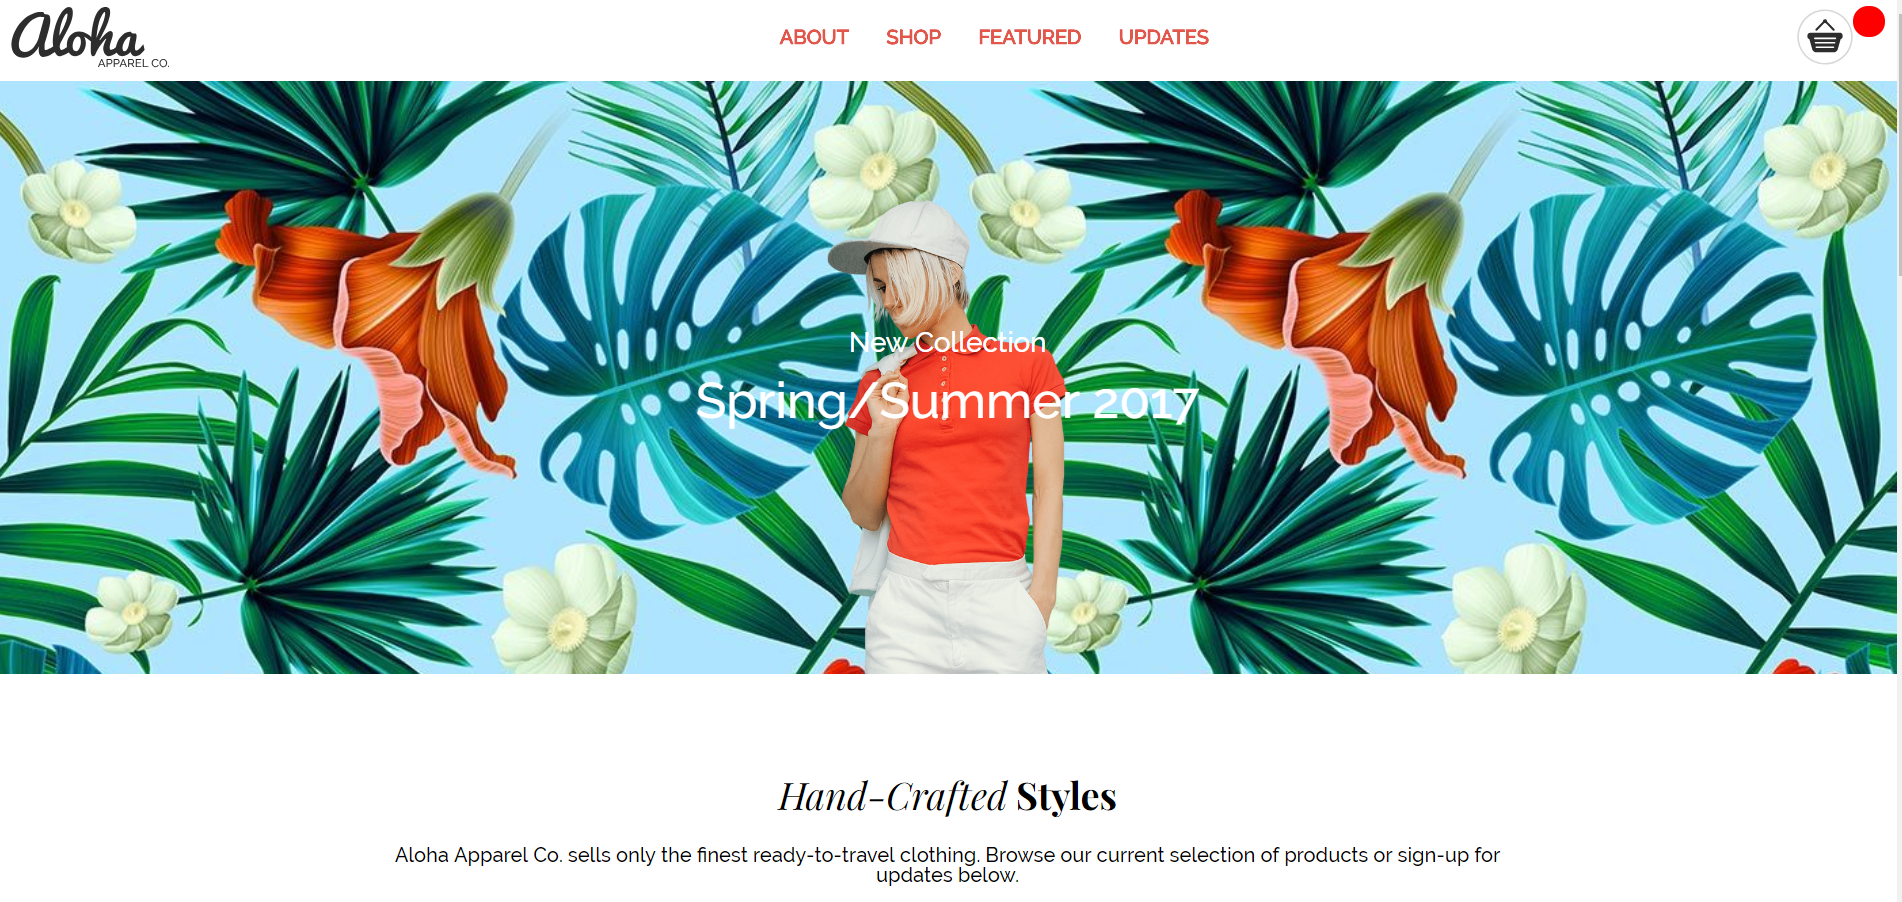 Aloha
APPAREL CO.
ABOUT SHOP FEATURED UPDATES
New Collection
Spring/Summer 2017
Hand-Crafted Styles
Aloha Apparel Co. sells only the finest ready-to-travel clothing. Browse our current selection of products or sign-up for
updates below.